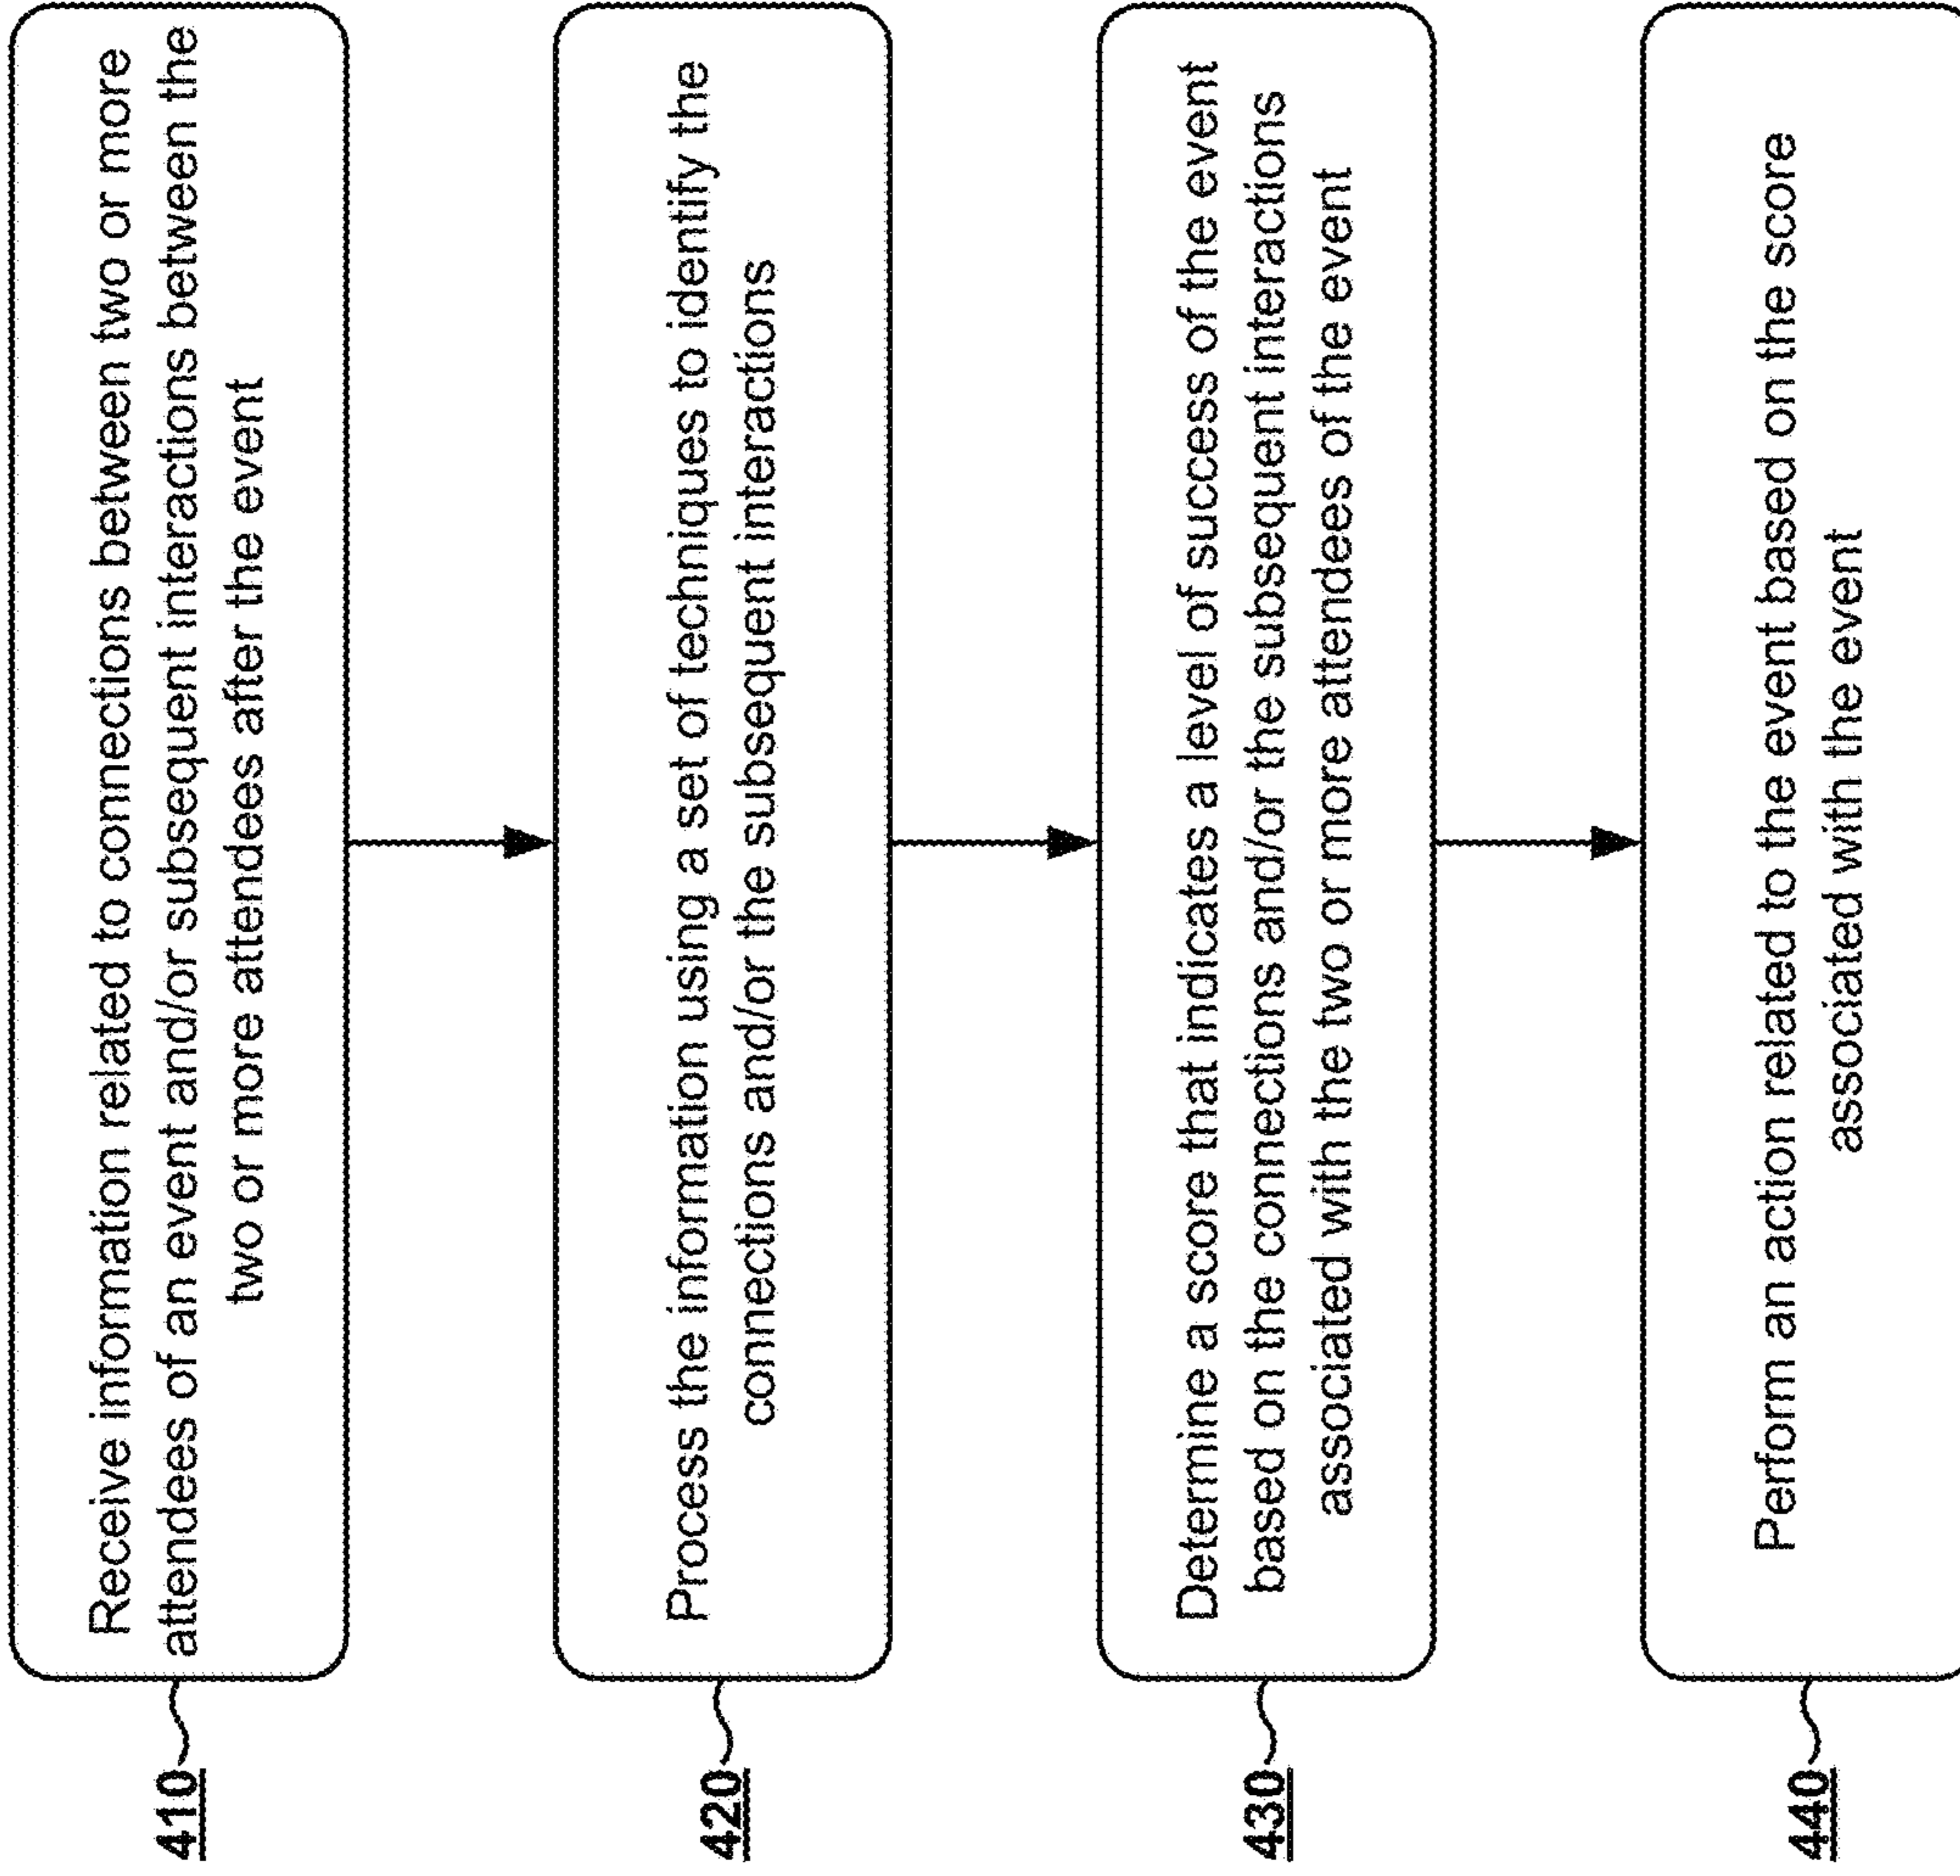 410
Receive information related to connections between two or more
attendees of an event and/or subsequent interactions between the
two or more attendees after the event
420
Process the information using a set of techniques to identify the
connections and/or the subsequent interactions
430
Determine a score that indicates a level of success of the event
based on the connections and/or the subsequent interactions
associated with the two or more attendees of the event
440
Perform an action related to the event based on the score
associated with the event